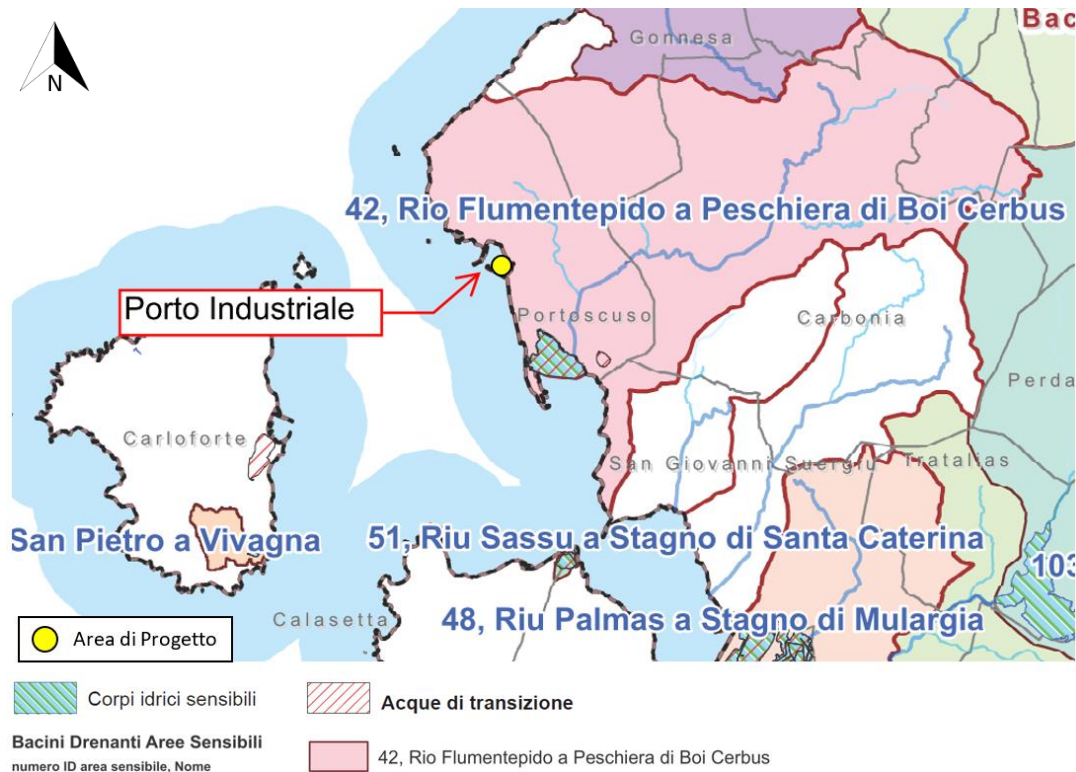 Bac
Gonnesa
N
42, Rio Flumentepido a Peschiera di Boi Cerbus
Porto Industriale
Portoscuso
Carbonia
Perda
Carloforte
San Giovanni Suergiu
Tratalias
San Pietro a Vivagna
51, Riu Sassu a Stagno di Santa Caterina
103
Calasetta
48, Riu Palmas a Stagno di Mulargia
Area di Progetto
Corpi idrici sensibili
Acque di transizione
Bacini Drenanti Aree Sensibili
numero ID area sensibile, Nome
42, Rio Flumentepido a Peschiera di Boi Cerbus